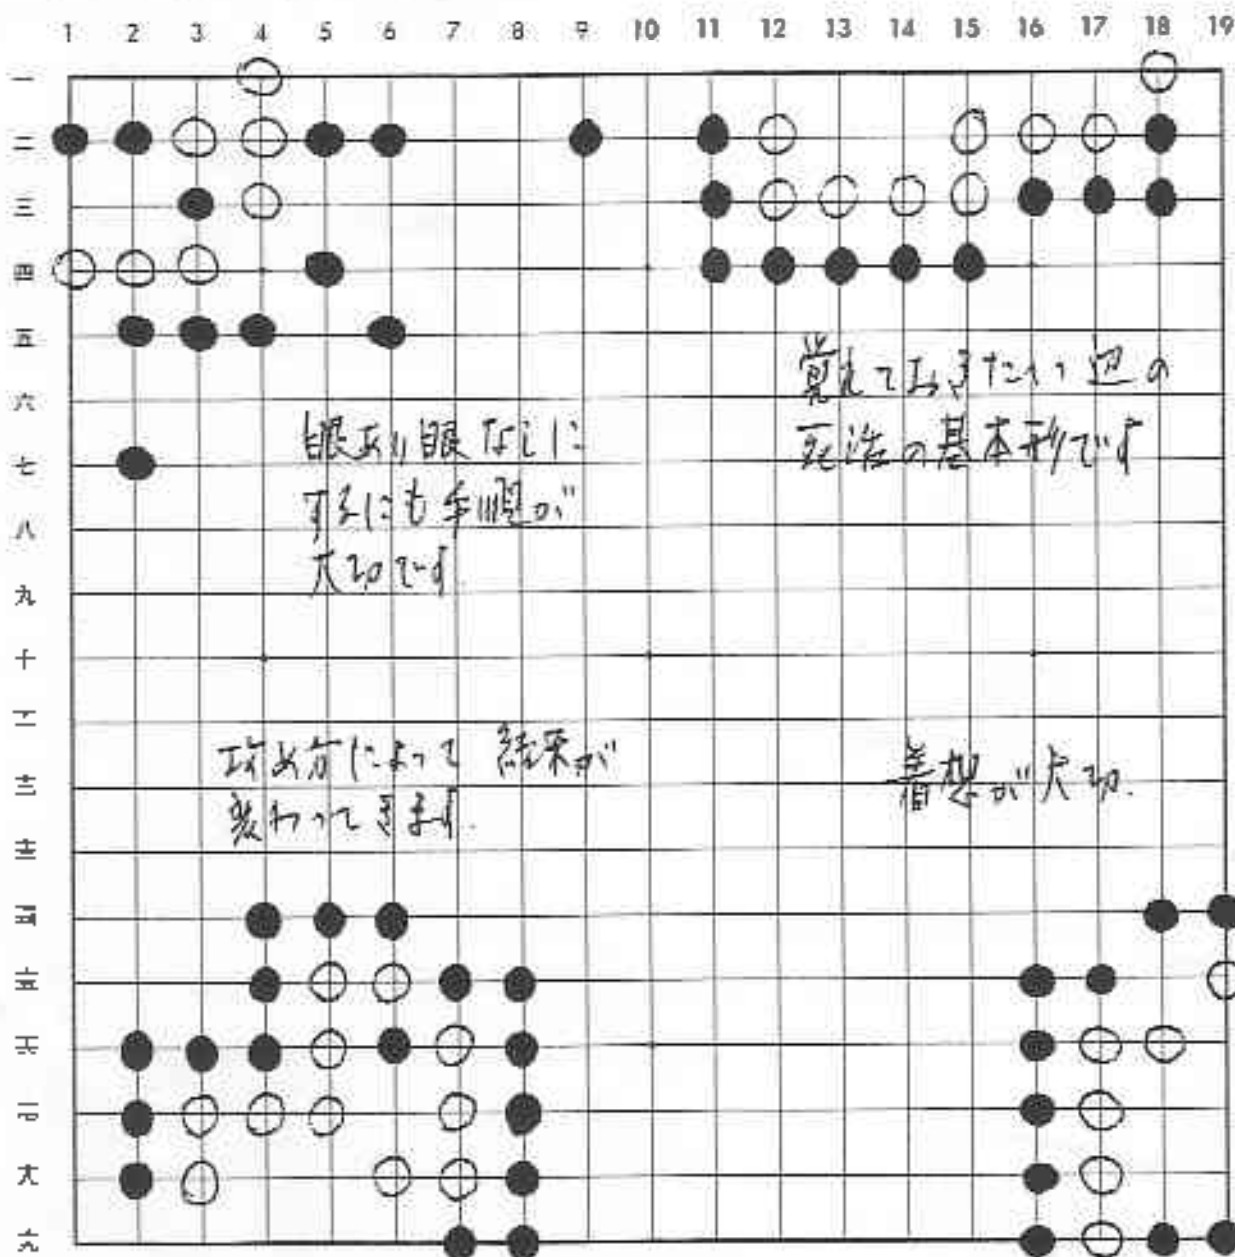 1 2 3 4 5 6 7 8 9 10 11 12 13 14 15 16 17 18 19
一
二
三
四
五
六
七
八
九
十
覚えておきたい辺の
死活の基本形です
眼あり眼なしに
するにも手順が
大切です.
攻め方によって 結果が
変わってきます.
着想が大切.